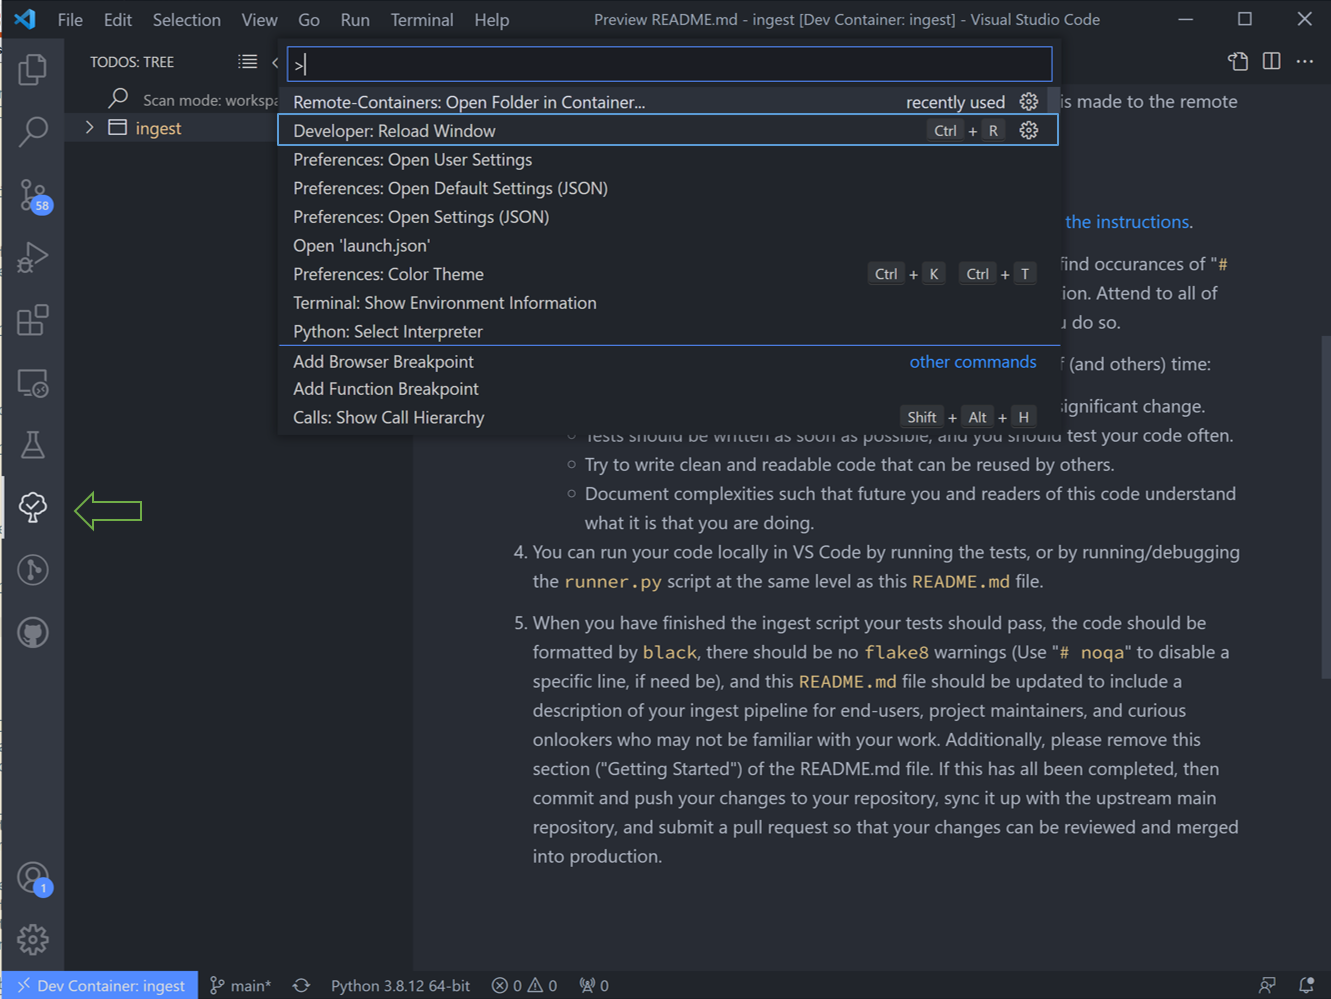 File Edit Selection View Go Run Terminal Help Preview README.md - ingest [Dev Container: ingest] - Visual Studio Code
TODOS: TREE
>
Scan mode: workspa
ingest
Remote-Containers: Open Folder in Container... recently used
Developer: Reload Window Ctrl + R
Preferences: Open User Settings
Preferences: Open Default Settings (JSON)
Preferences: Open Settings (JSON)
Open 'launch.json'
Preferences: Color Theme Ctrl + K Ctrl + T
Terminal: Show Environment Information
Python: Select Interpreter
Add Browser Breakpoint other commands
Add Function Breakpoint
Calls: Show Call Hierarchy Shift + Alt + H
is made to the remote
the instructions.
find occurances of "#
ion. Attend to all of
do so.
(and others) time:
significant change.
Tests should be written as soon as possible, and you should test your code often.
Try to write clean and readable code that can be reused by others.
Document complexities such that future you and readers of this code understand
what it is that you are doing.
4. You can run your code locally in VS Code by running the tests, or by running/debugging
the runner.py script at the same level as this README.md file.
5. When you have finished the ingest script your tests should pass, the code should be
formatted by black, there should be no flake8 warnings (Use "# noqa" to disable a
specific line, if need be), and this README.md file should be updated to include a
description of your ingest pipeline for end-users, project maintainers, and curious
onlookers who may not be familiar with your work. Additionally, please remove this
section ("Getting Started") of the README.md file. If this has all been completed, then
commit and push your changes to your repository, sync it up with the upstream main
repository, and submit a pull request so that your changes can be reviewed and merged
into production.
58
1
Dev Container: ingest main* Python 3.8.12 64-bit 0 0 0